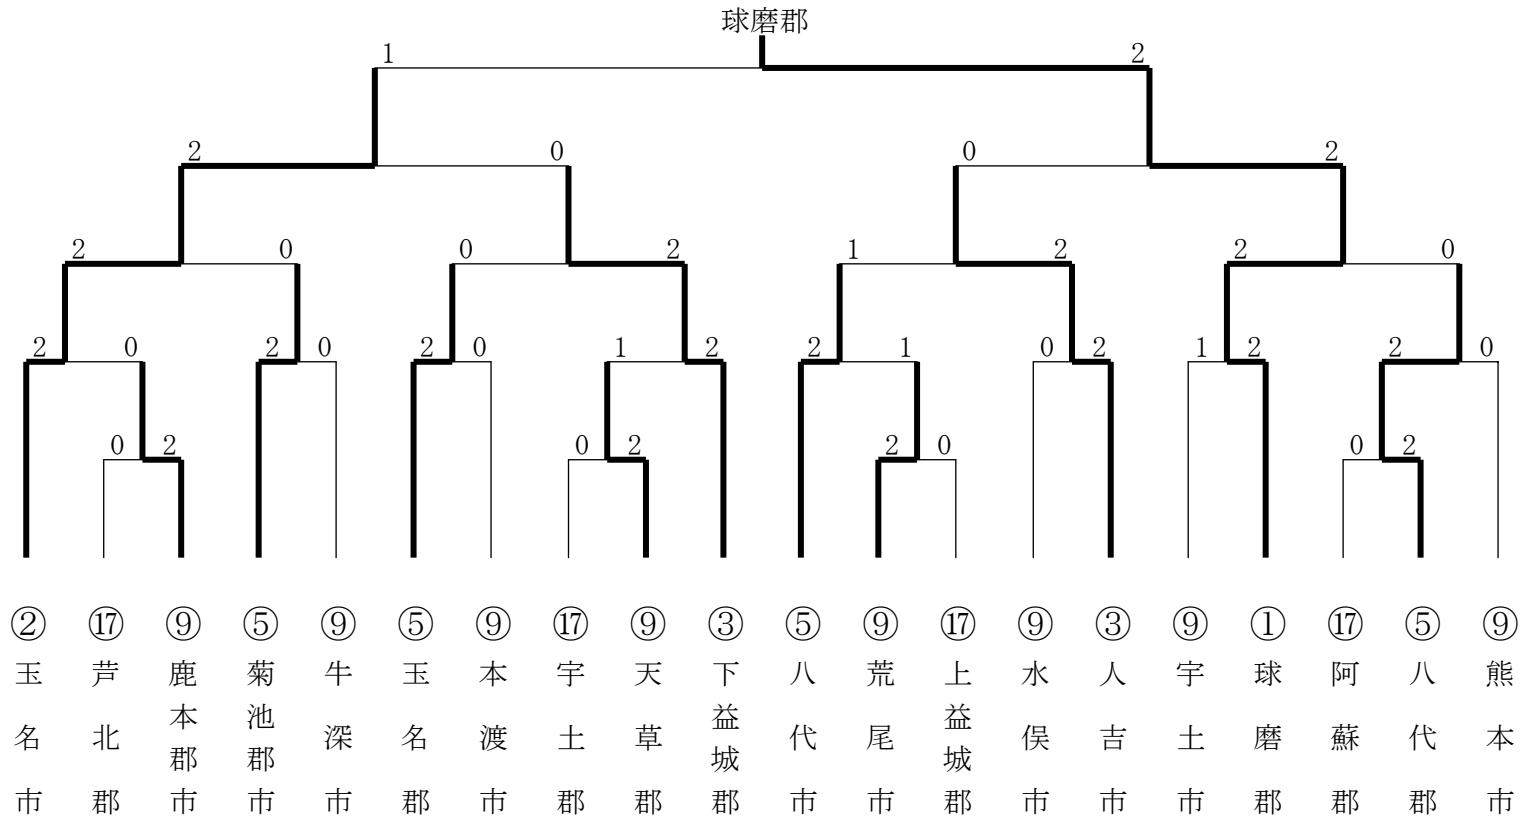 球磨郡
1 2
2 0 0 2
2 0 0 2 1 2 2 0
2 0 2 0 2 0 1 2 2 1 0 2 1 2 2 0
0 2 0 2 2 0 0 2
② ⑰ ⑨ ⑤ ⑨ ⑤ ⑨ ⑰ ⑨ ③ ⑤ ⑨ ⑰ ⑨ ③ ⑨ ① ⑰ ⑤ ⑨
玉名市
芦北郡
鹿本郡市
菊池郡市
牛深市
玉名郡
本渡市
宇土郡
天草郡
下益城郡
八代市
荒尾市
上益城郡
水俣市
人吉市
宇土市
球磨郡
阿蘇郡
八代郡
熊本市